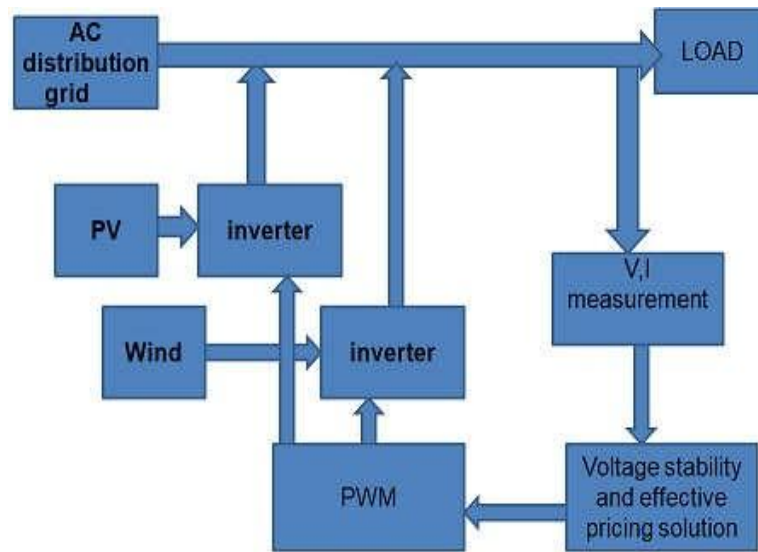 AC
distribution
grid
LOAD
PV
inverter
V,I
measurement
Wind
inverter
PWM
Voltage stability
and effective
pricing solution